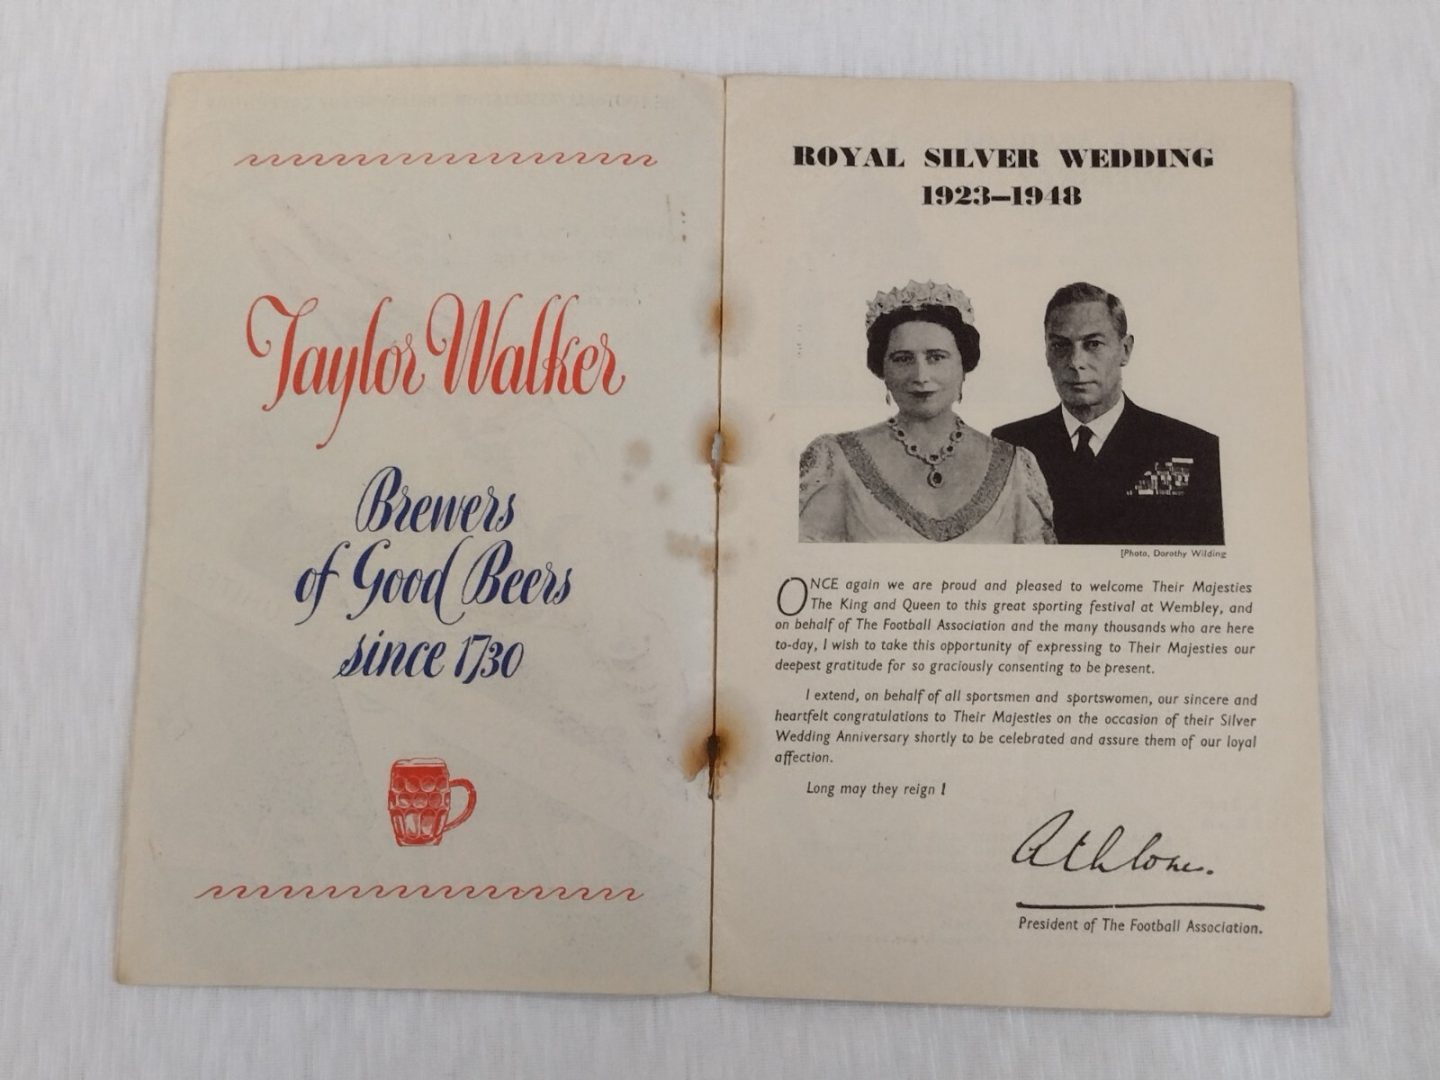 Taylor Walker
Brewers
of Good Beers
since 1730
ROYAL SILVER WEDDING
1923–1948
[Photo, Dorothy Wilding
ONCE again we are proud and pleased to welcome Their Majesties
The King and Queen to this great sporting festival at Wembley, and
on behalf of The Football Association and the many thousands who are here
to-day, I wish to take this opportunity of expressing to Their Majesties our
deepest gratitude for so graciously consenting to be present.
I extend, on behalf of all sportsmen and sportswomen, our sincere and
heartfelt congratulations to Their Majesties on the occasion of their Silver
Wedding Anniversary shortly to be celebrated and assure them of our loyal
affection.
Long may they reign !
Athlone.
President of The Football Association.